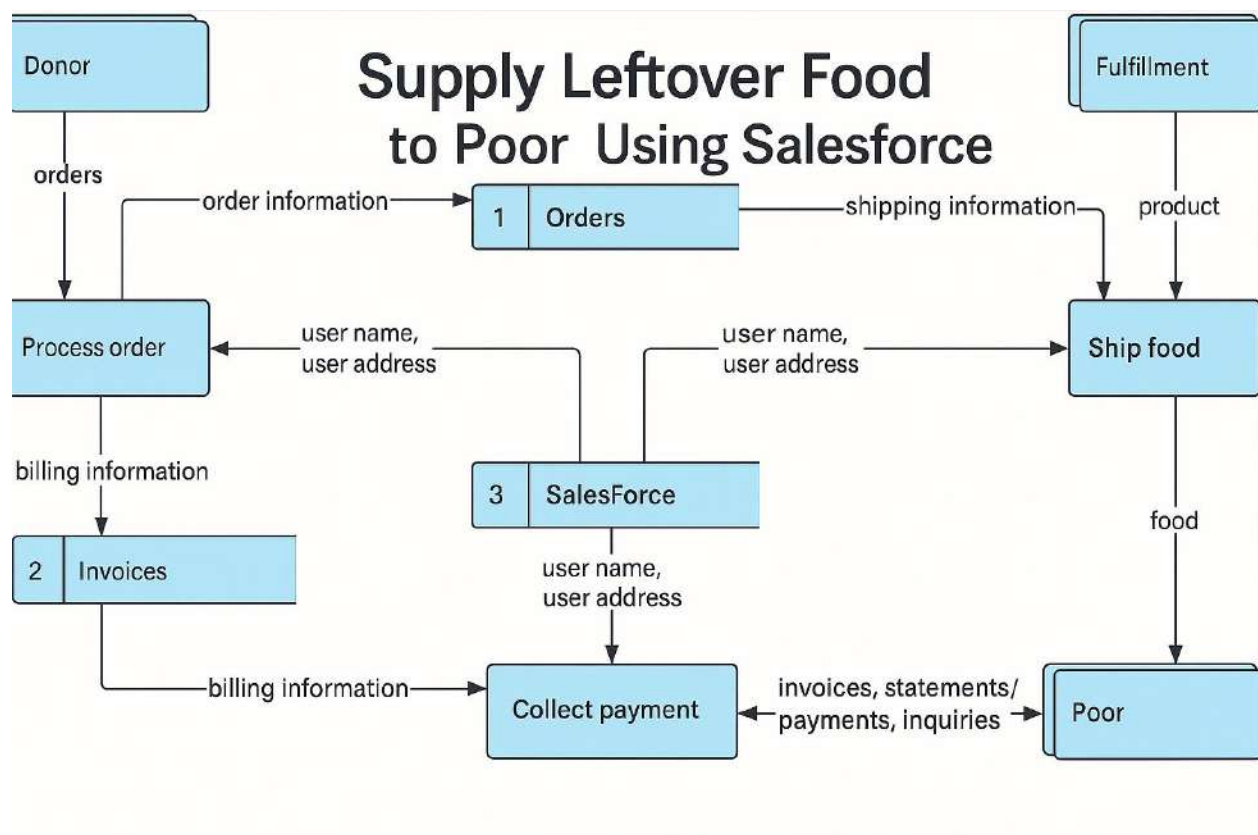 Donor
Supply Leftover Food
to Poor Using Salesforce
Fulfillment
orders
order information
1 Orders
shipping information
product
Process order
user name,
user address
user name,
user address
Ship food
billing information
3 SalesForce
food
2 Invoices
user name,
user address
billing information
Collect payment
invoices, statements/
payments, inquiries
Poor